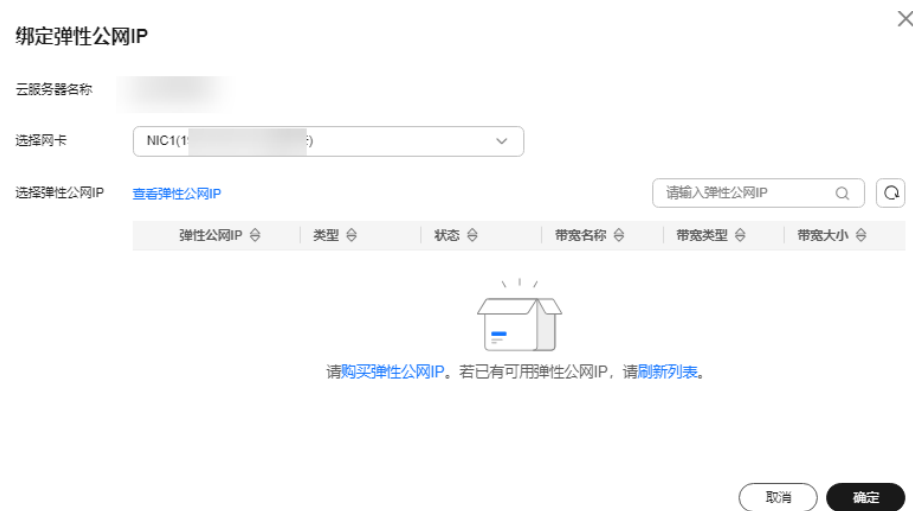 绑定弹性公网IP
云服务器名称
选择网卡 NIC1(1
选择弹性公网IP 查看弹性公网IP 请输入弹性公网IP
弹性公网IP 类型 状态 带宽名称 带宽类型 带宽大小
请购买弹性公网IP。若已有可用弹性公网IP，请刷新列表。
取消 确定